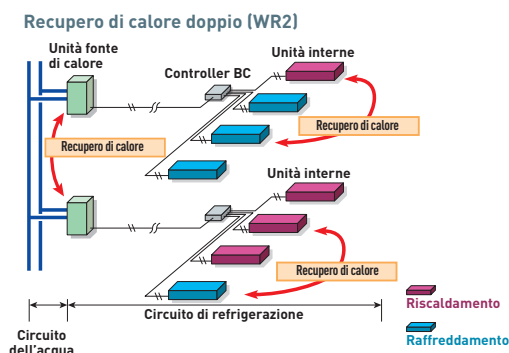 Recupero di calore doppio (WR2)
Unità fonte
di calore
Controller BC
Unità interne
Recupero di calore
Recupero di calore
Unità interne
Recupero di calore
Circuito di refrigerazione
Circuito
dell'acqua
Riscaldamento
Raffreddamento